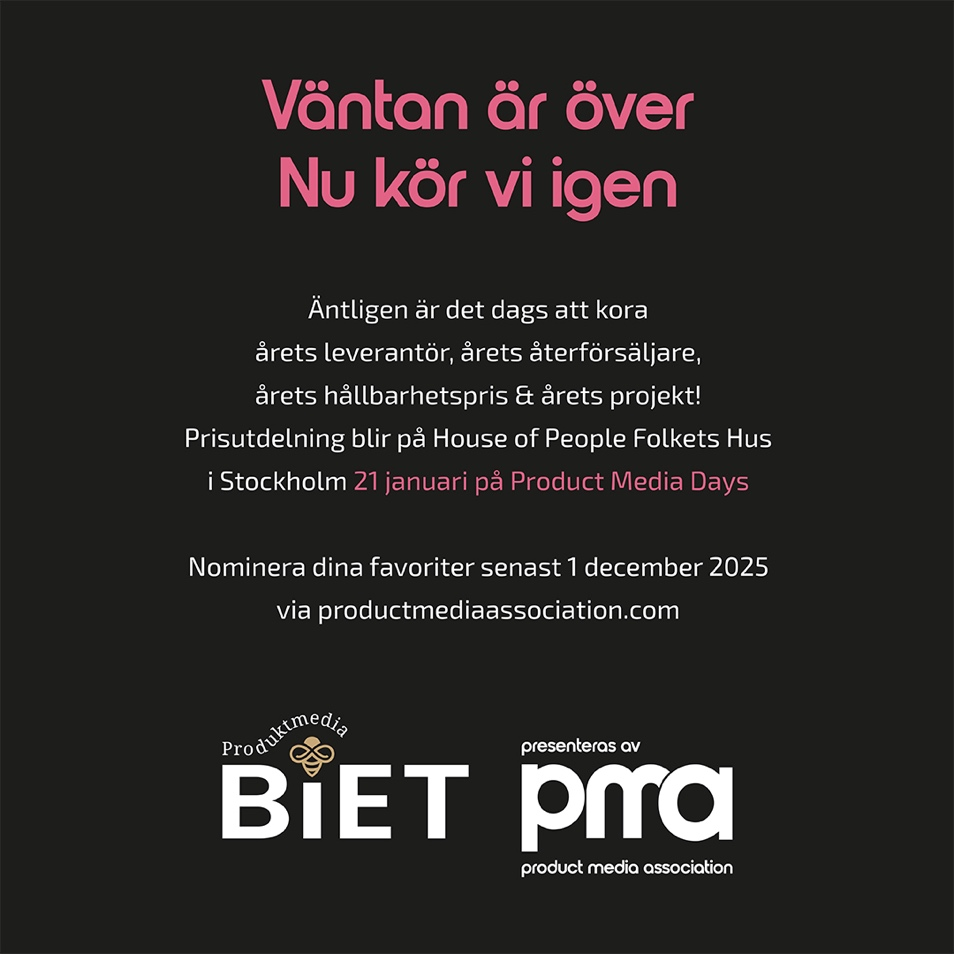 Väntan är över
Nu kör vi igen
Äntligen är det dags att kora
årets leverantör, årets återförsäljare,
årets hållbarhetspris & årets projekt!
Prisutdelning blir på House of People Folkets Hus
i Stockholm 21 januari på Product Media Days
Nominera dina favoriter senast 1 december 2025
via productmediaassociation.com
Produktmedia
BiET
presenteras av
pma
product media association